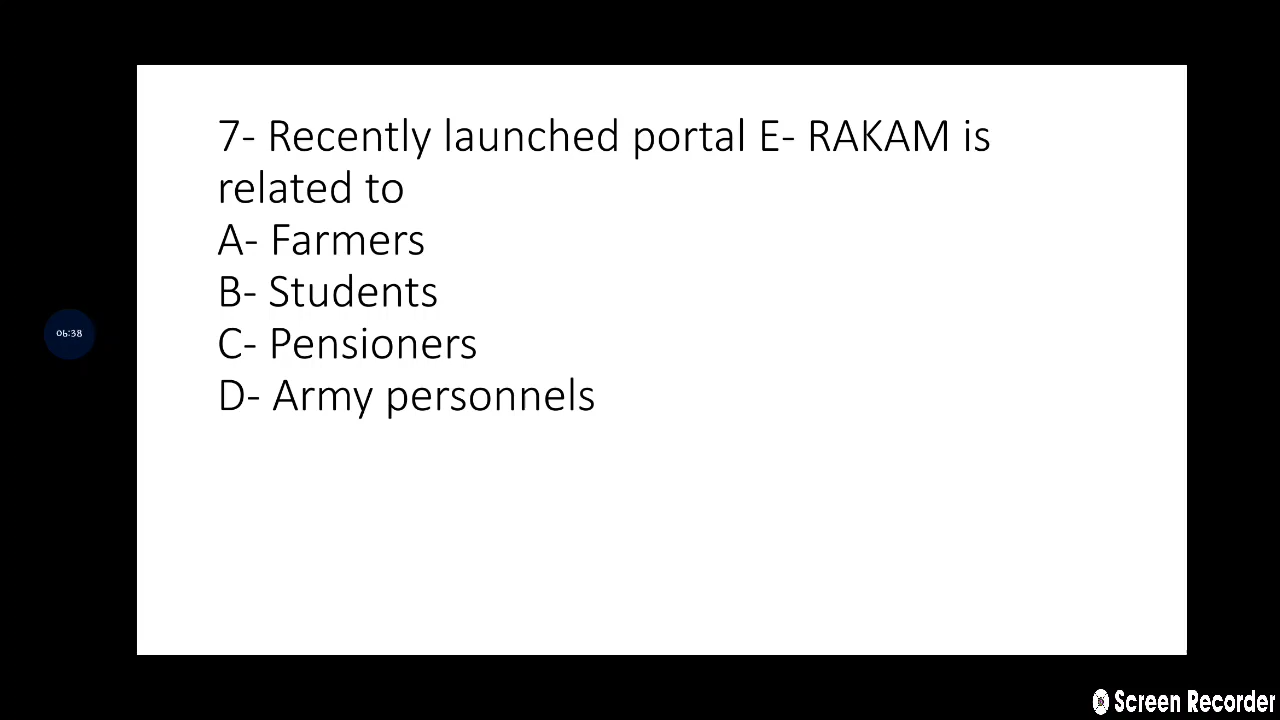 7- Recently launched portal E- RAKAM is
related to
A- Farmers
B- Students
C- Pensioners
D- Army personnels
06:38
Screen Recorder